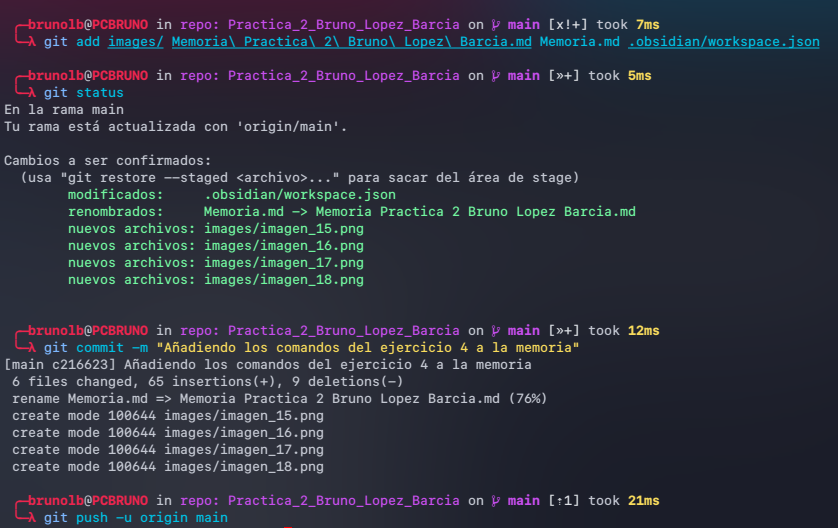 ╭─brunolb@PCBRUNO in repo: Practica_2_Bruno_Lopez_Barcia on  main [x!+] took 7ms
╰─λ git add images/ Memoria\ Practica\ 2\ Bruno\ Lopez\ Barcia.md Memoria.md .obsidian/workspace.json
╭─brunolb@PCBRUNO in repo: Practica_2_Bruno_Lopez_Barcia on  main [»+] took 5ms
╰─λ git status
En la rama main
Tu rama está actualizada con 'origin/main'.
Cambios a ser confirmados:
  (usa "git restore --staged <archivo>..." para sacar del área de stage)
        modificados:     .obsidian/workspace.json
        renombrados:     Memoria.md -> Memoria Practica 2 Bruno Lopez Barcia.md
        nuevos archivos: images/imagen_15.png
        nuevos archivos: images/imagen_16.png
        nuevos archivos: images/imagen_17.png
        nuevos archivos: images/imagen_18.png
╭─brunolb@PCBRUNO in repo: Practica_2_Bruno_Lopez_Barcia on  main [»+] took 12ms
╰─λ git commit -m "Añadiendo los comandos del ejercicio 4 a la memoria"
[main c216623] Añadiendo los comandos del ejercicio 4 a la memoria
 6 files changed, 65 insertions(+), 9 deletions(-)
 rename Memoria.md => Memoria Practica 2 Bruno Lopez Barcia.md (76%)
 create mode 100644 images/imagen_15.png
 create mode 100644 images/imagen_16.png
 create mode 100644 images/imagen_17.png
 create mode 100644 images/imagen_18.png
╭─brunolb@PCBRUNO in repo: Practica_2_Bruno_Lopez_Barcia on  main [⇡1] took 21ms
╰─λ git push -u origin main